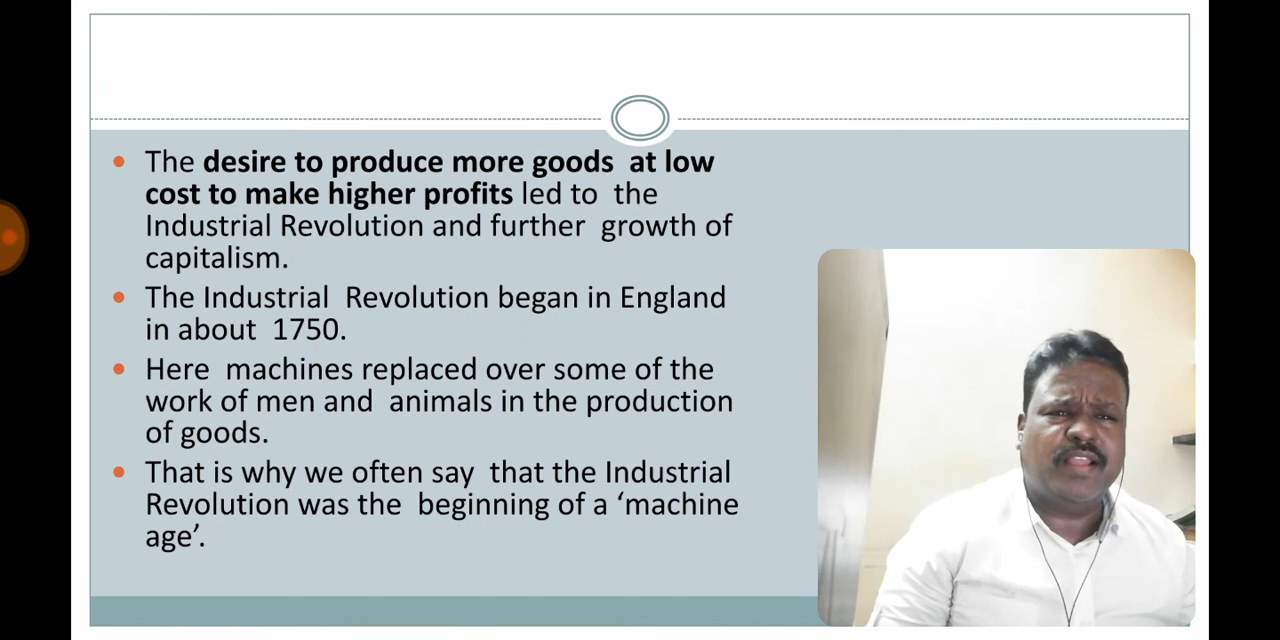 The desire to produce more goods at low
cost to make higher profits led to the
Industrial Revolution and further growth of
capitalism.
The Industrial Revolution began in England
in about 1750.
Here machines replaced over some of the
work of men and animals in the production
of goods.
That is why we often say that the Industrial
Revolution was the beginning of a ‘machine
age’.